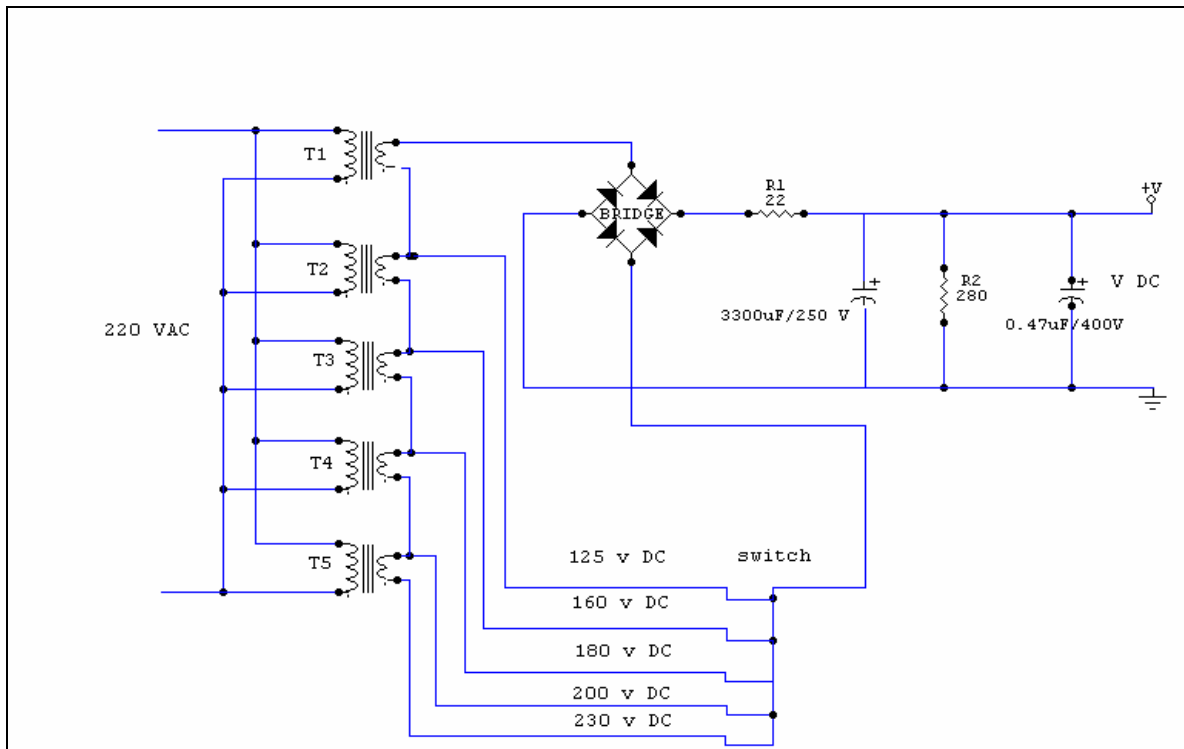 T1
T2
T3
T4
T5
220 VAC
BRIDGE
R1
22
+V
+
3300uF/250 V
R2
280
+
0.47uF/400V
V DC
switch
125 v DC
160 v DC
180 v DC
200 v DC
230 v DC